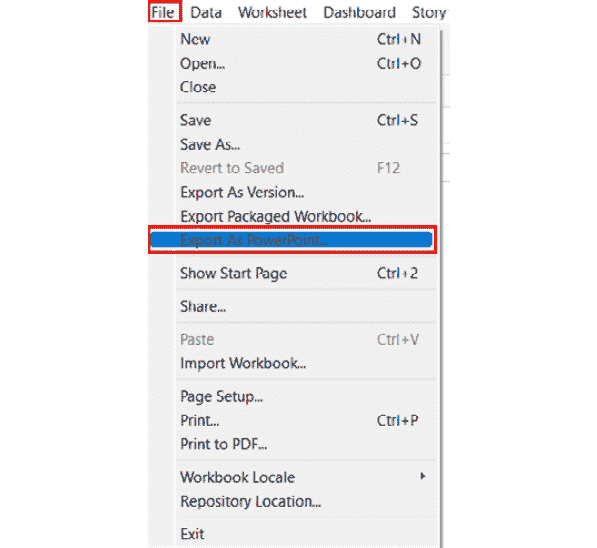 File Data Worksheet Dashboard Story
New Ctrl+N
Open... Ctrl+O
Close
Save Ctrl+S
Save As...
Revert to Saved F12
Export As Version...
Export Packaged Workbook...
Export As PowerPoint...
Show Start Page Ctrl+2
Share...
Paste Ctrl+V
Import Workbook...
Page Setup...
Print... Ctrl+P
Print to PDF...
Workbook Locale
Repository Location...
Exit